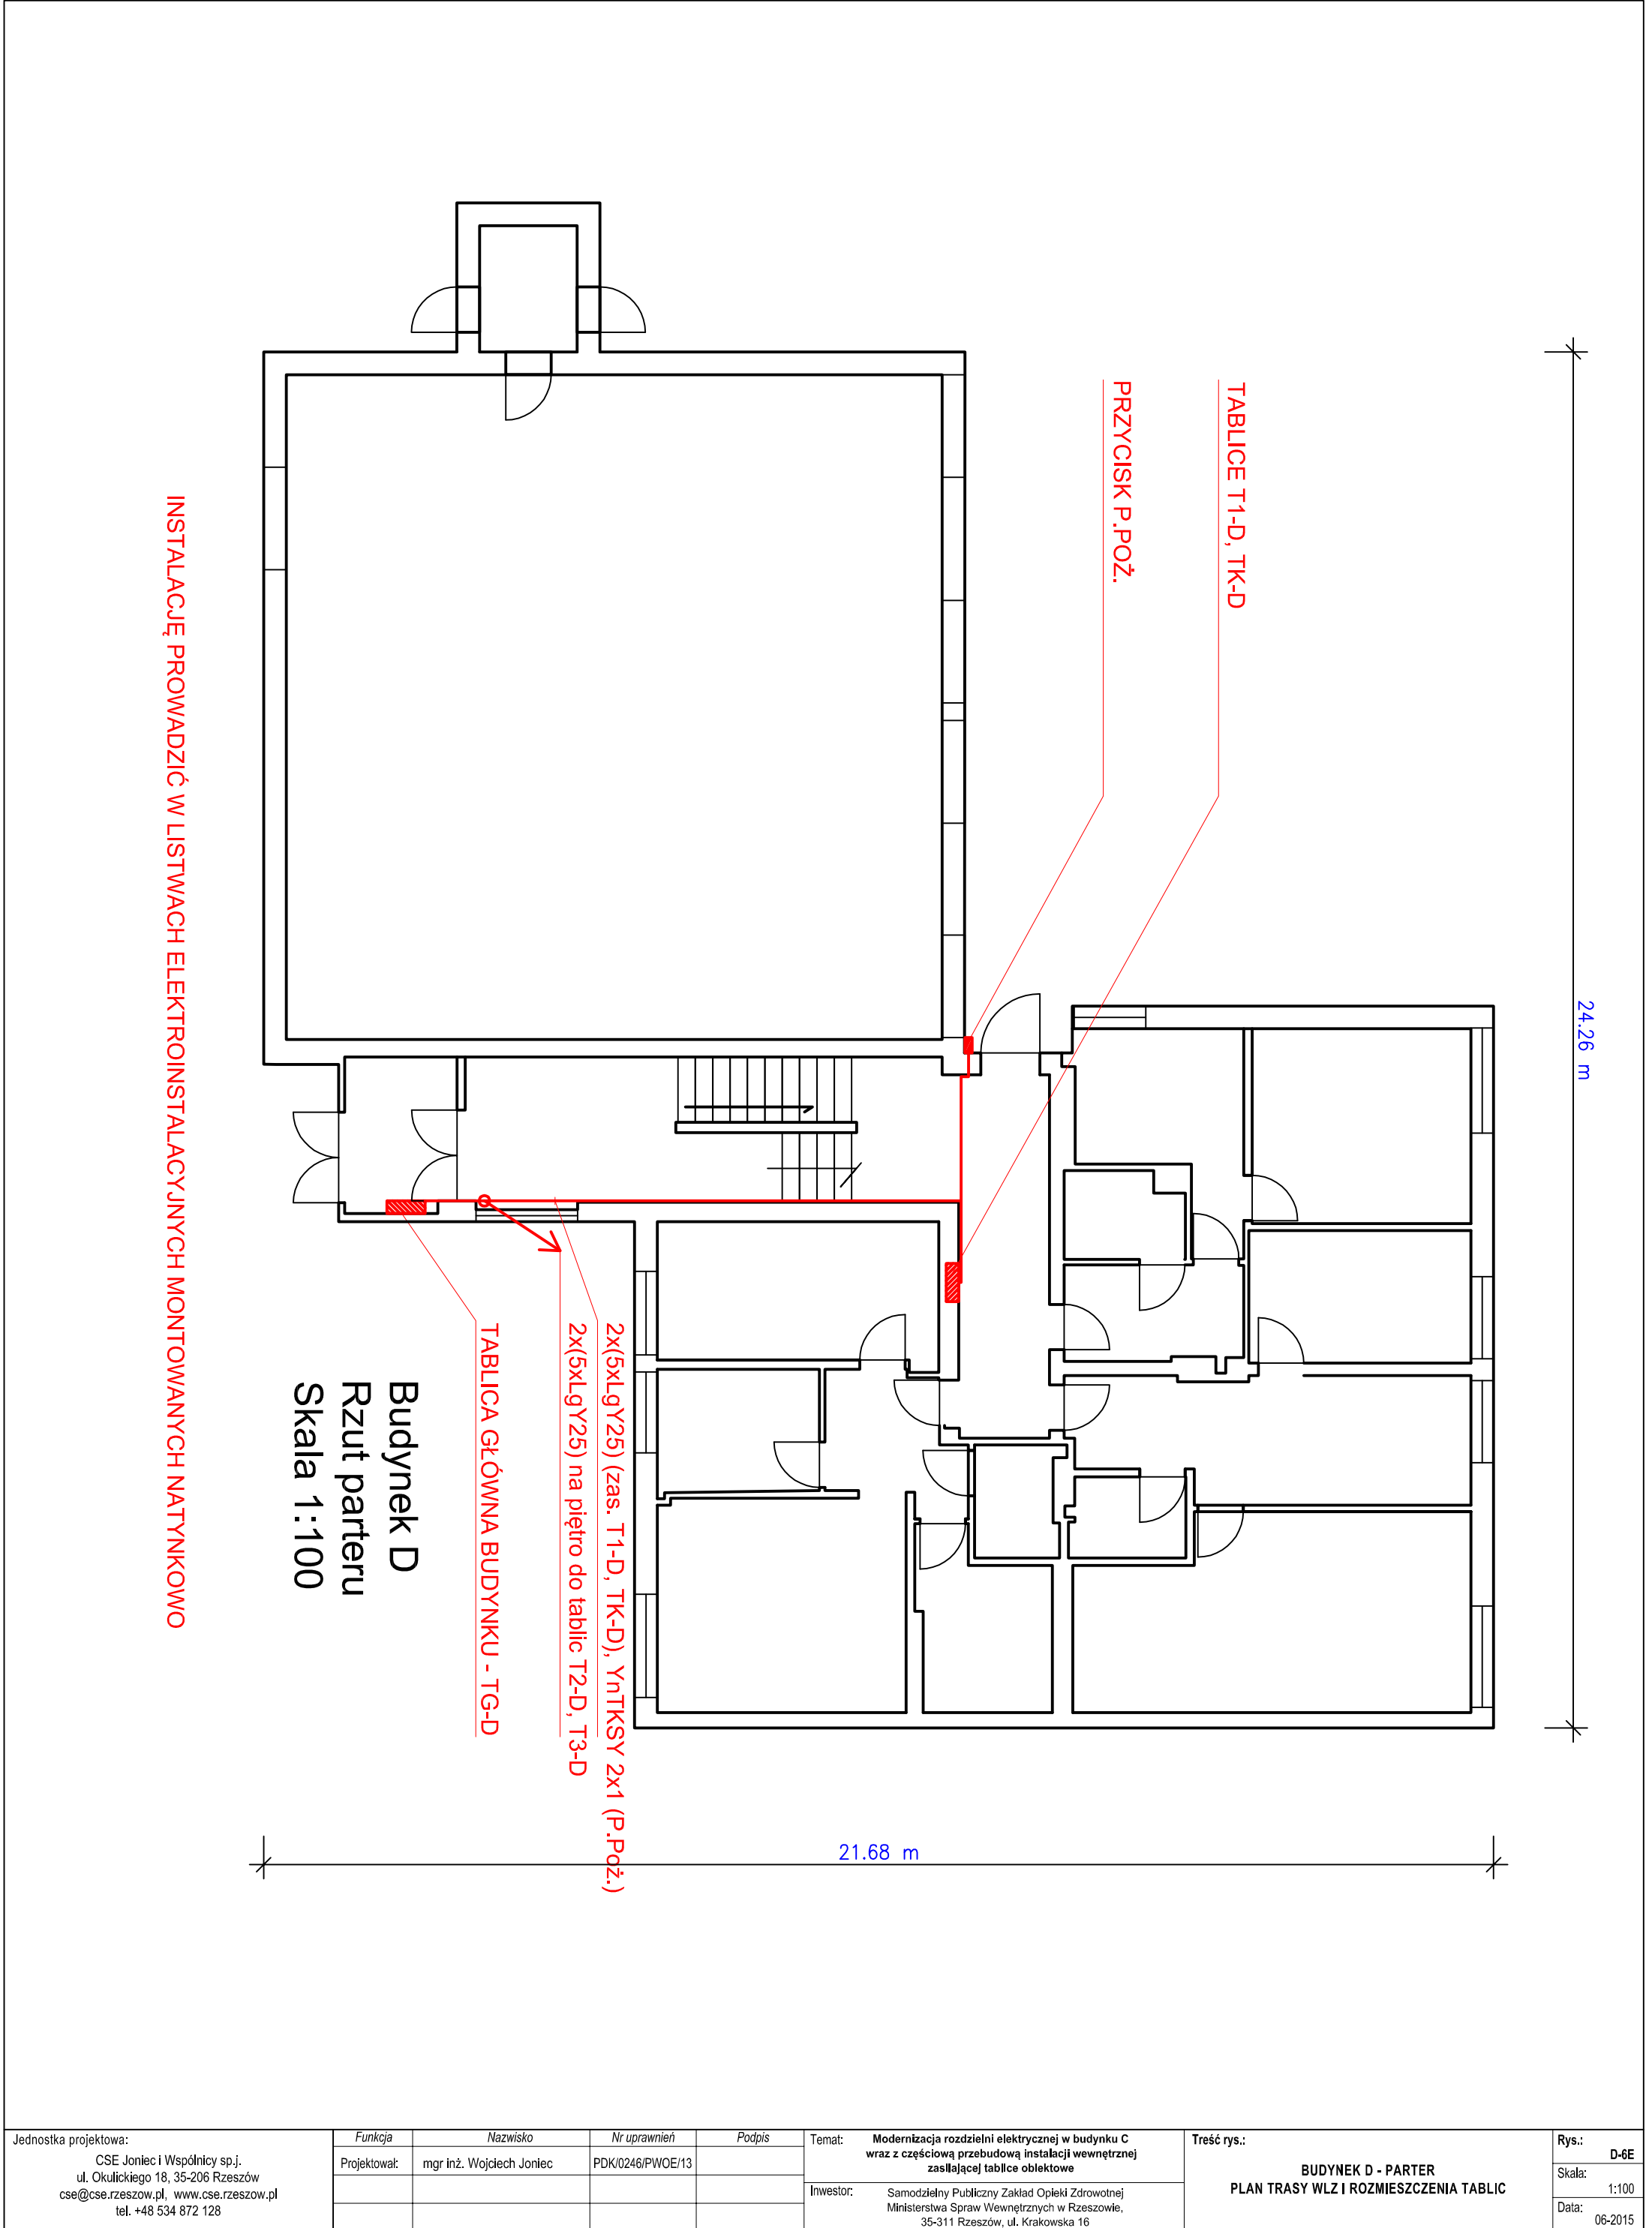 TABLICE T1-D, TK-D
PRZYCISK P.POŻ.
24.26 m
INSTALACJĘ PROWADZIĆ W LISTWACH ELEKTROINSTALACYJNYCH MONTOWANYCH NATYNKOWO
2x(5xLgY25) (zas. T1-D, TK-D), YnTKSY 2x1 (P.Poż.)
2x(5xLgY25) na piętro do tablic T2-D, T3-D
TABLICA GŁÓWNA BUDYNKU - TG-D
Budynek D
Rzut parteru
Skala 1:100
21.68 m
Jednostka projektowa:
CSE Joniec i Wspólnicy sp.j.
ul. Okulickiego 18, 35-206 Rzeszów
cse@cse.rzeszow.pl, www.cse.rzeszow.pl
tel. +48 534 872 128
Funkcja Nazwisko Nr uprawnień Podpis
Projektował: mgr inż. Wojciech Joniec PDK/0246/PWOE/13
Temat: Modernizacja rozdzielni elektrycznej w budynku C
wraz z częściową przebudową instalacji wewnętrznej
zasilającej tablice obiektowe
Inwestor: Samodzielny Publiczny Zakład Opieki Zdrowotnej
Ministerstwa Spraw Wewnętrznych w Rzeszowie,
35-311 Rzeszów, ul. Krakowska 16
Treść rys.:
BUDYNEK D - PARTER
PLAN TRASY WLZ I ROZMIESZCZENIA TABLIC
Rys.:
D-6E
Skala:
1:100
Data:
06-2015